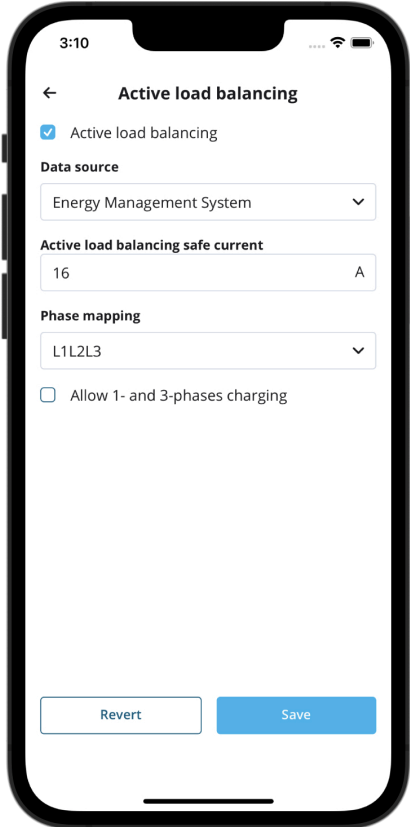 3:10
Active load balancing
Active load balancing
Data source
Energy Management System
Active load balancing safe current
16 A
Phase mapping
L1L2L3
Allow 1- and 3-phases charging
Revert Save